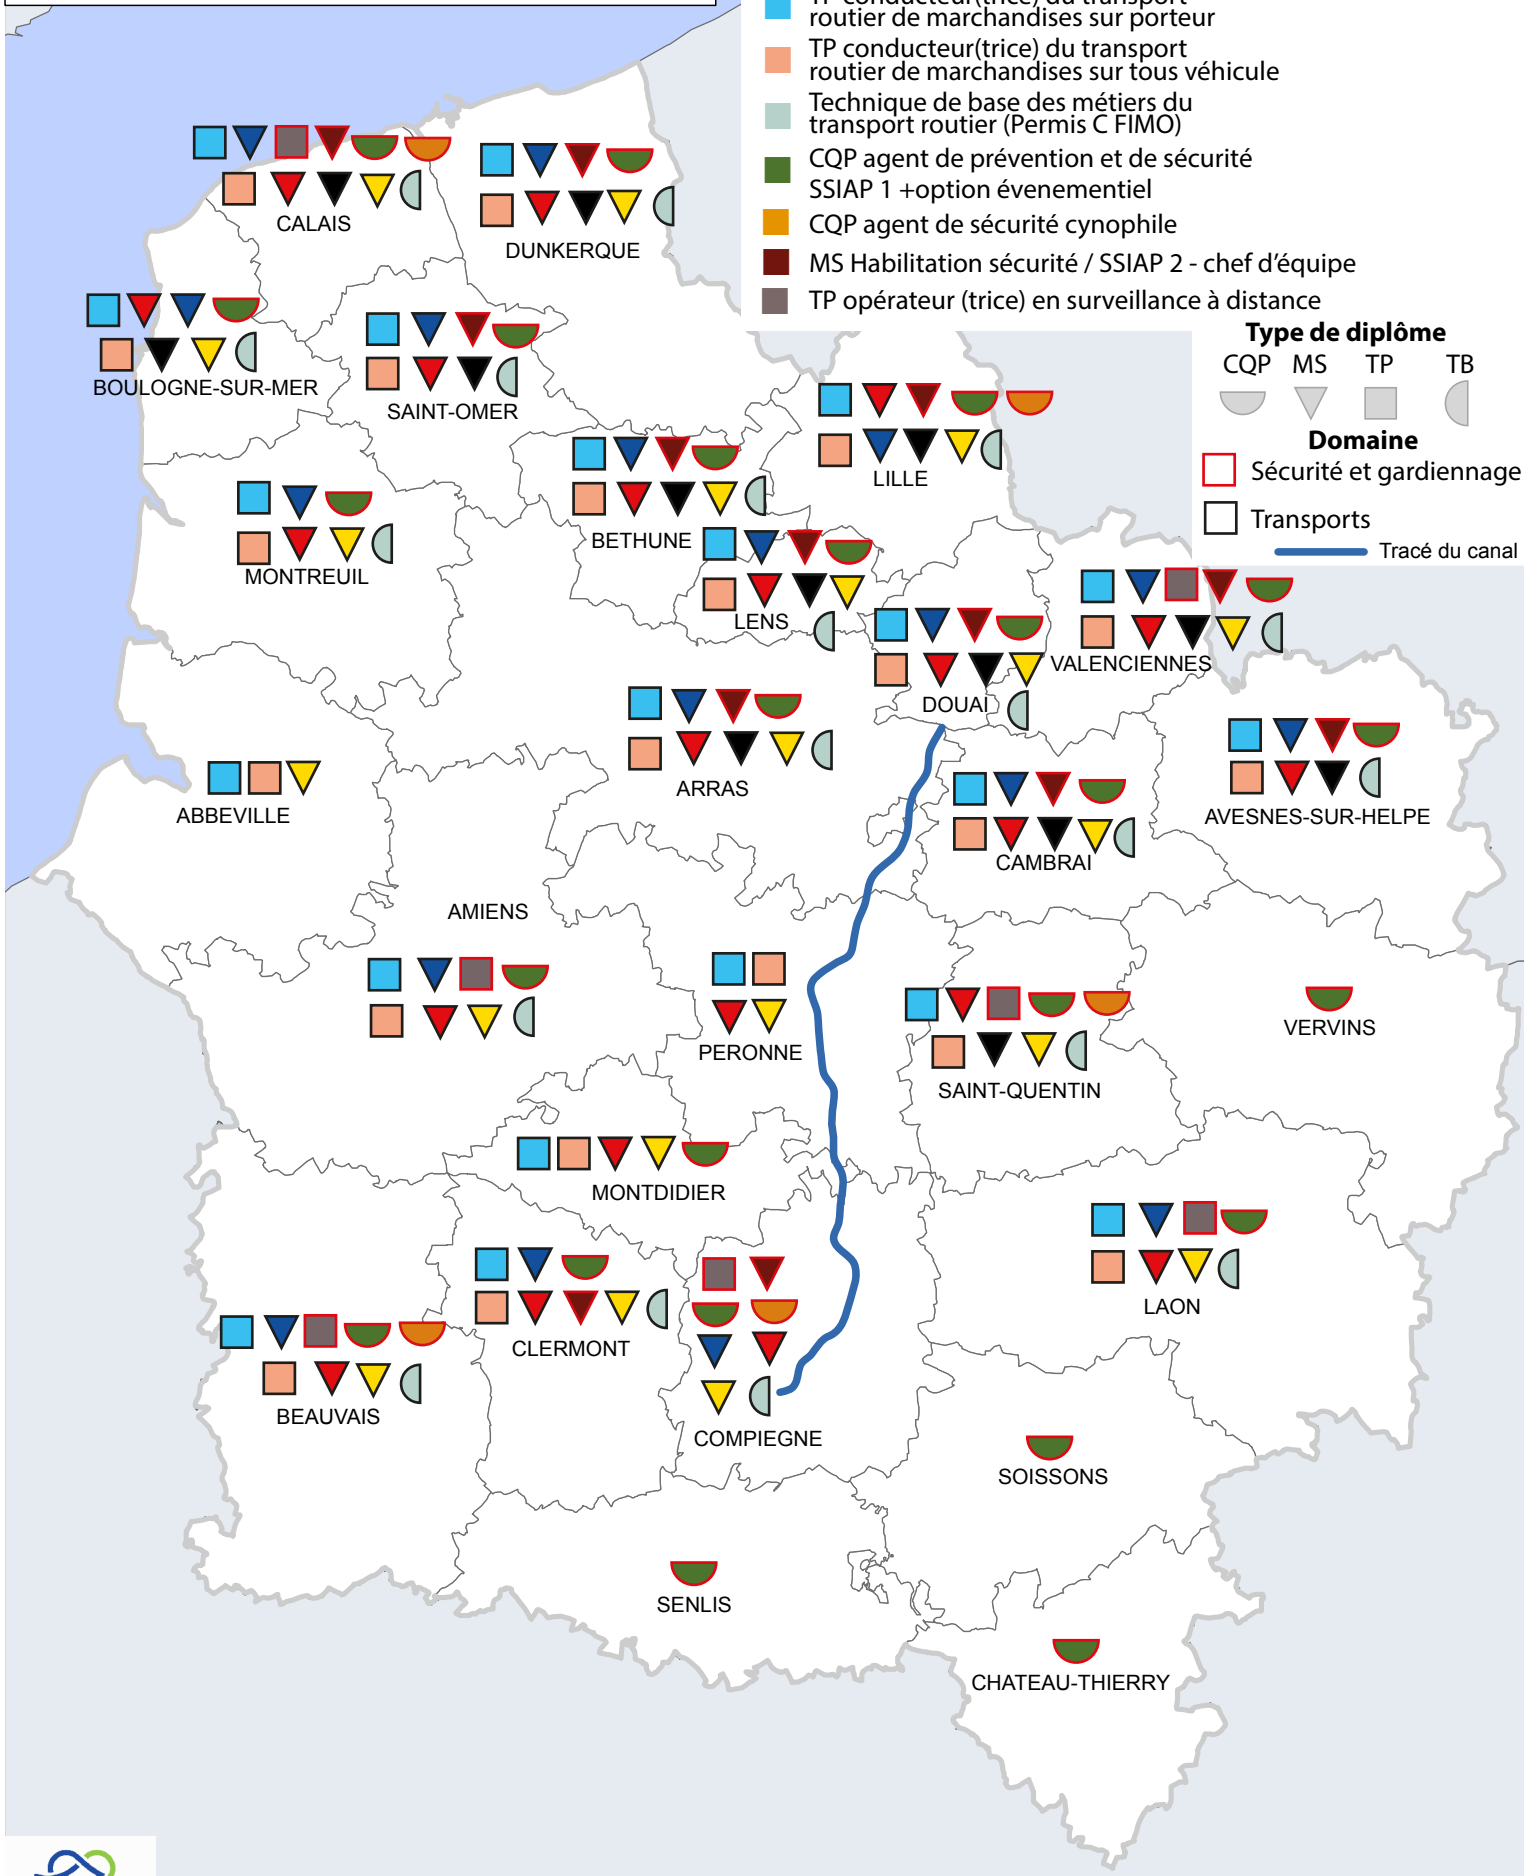 TP conducteur(trice) du transport
routier de marchandises sur porteur
TP conducteur(trice) du transport
routier de marchandises sur tous véhicule
Technique de base des métiers du
transport routier (Permis C FIMO)
CQP agent de prévention et de sécurité
SSIAP 1 +option évenementiel
CQP agent de sécurité cynophile
MS Habilitation sécurité / SSIAP 2 - chef d’équipe
TP opérateur (trice) en surveillance à distance
Type de diplôme
CQP MS TP TB
Domaine
Sécurité et gardiennage
Transports
Tracé du canal
CALAIS
DUNKERQUE
BOULOGNE-SUR-MER
SAINT-OMER
LILLE
BETHUNE
MONTREUIL
LENS
VALENCIENNES
DOUAI
ARRAS
ABBEVILLE
AVESNES-SUR-HELPE
CAMBRAI
AMIENS
PERONNE
VERVINS
SAINT-QUENTIN
MONTDIDIER
LAON
CLERMONT
BEAUVAIS
COMPIEGNE
SOISSONS
SENLIS
CHATEAU-THIERRY